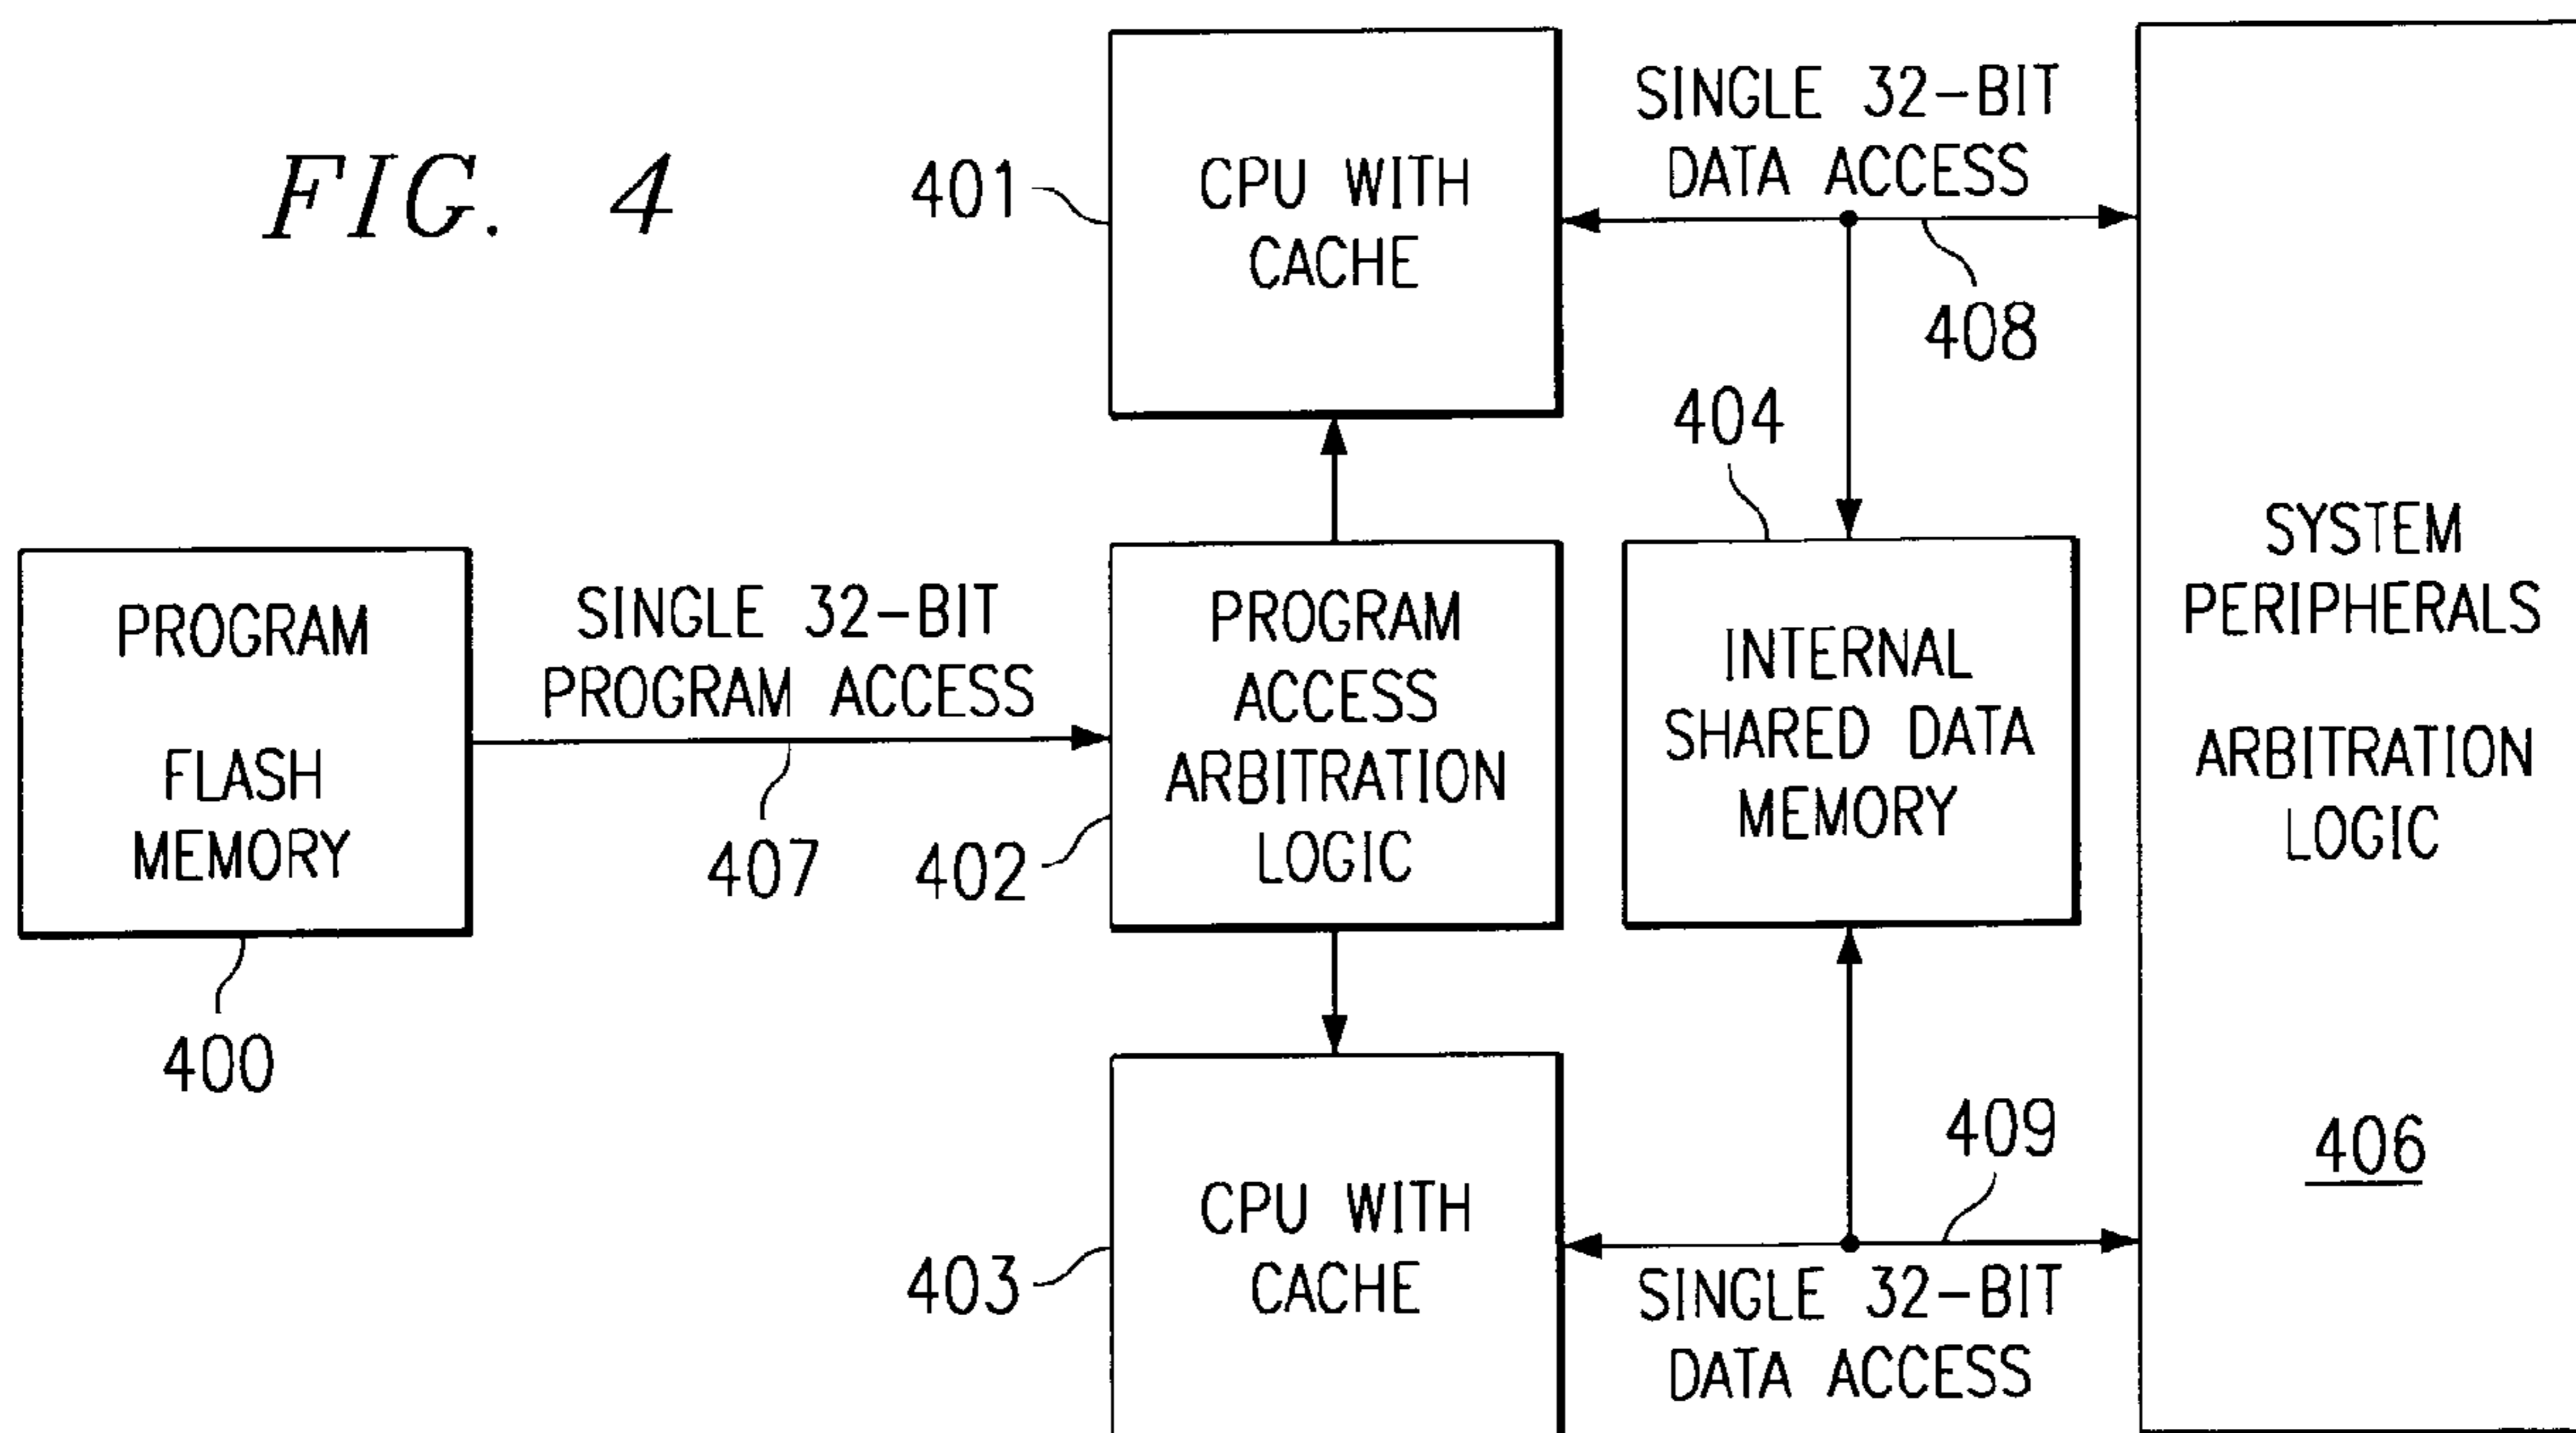 FIG. 4
401
CPU WITH
CACHE
SINGLE 32-BIT
DATA ACCESS
408
404
PROGRAM
FLASH
MEMORY
400
SINGLE 32-BIT
PROGRAM ACCESS
407
402
PROGRAM
ACCESS
ARBITRATION
LOGIC
INTERNAL
SHARED DATA
MEMORY
SYSTEM
PERIPHERALS
ARBITRATION
LOGIC
406
403
CPU WITH
CACHE
409
SINGLE 32-BIT
DATA ACCESS